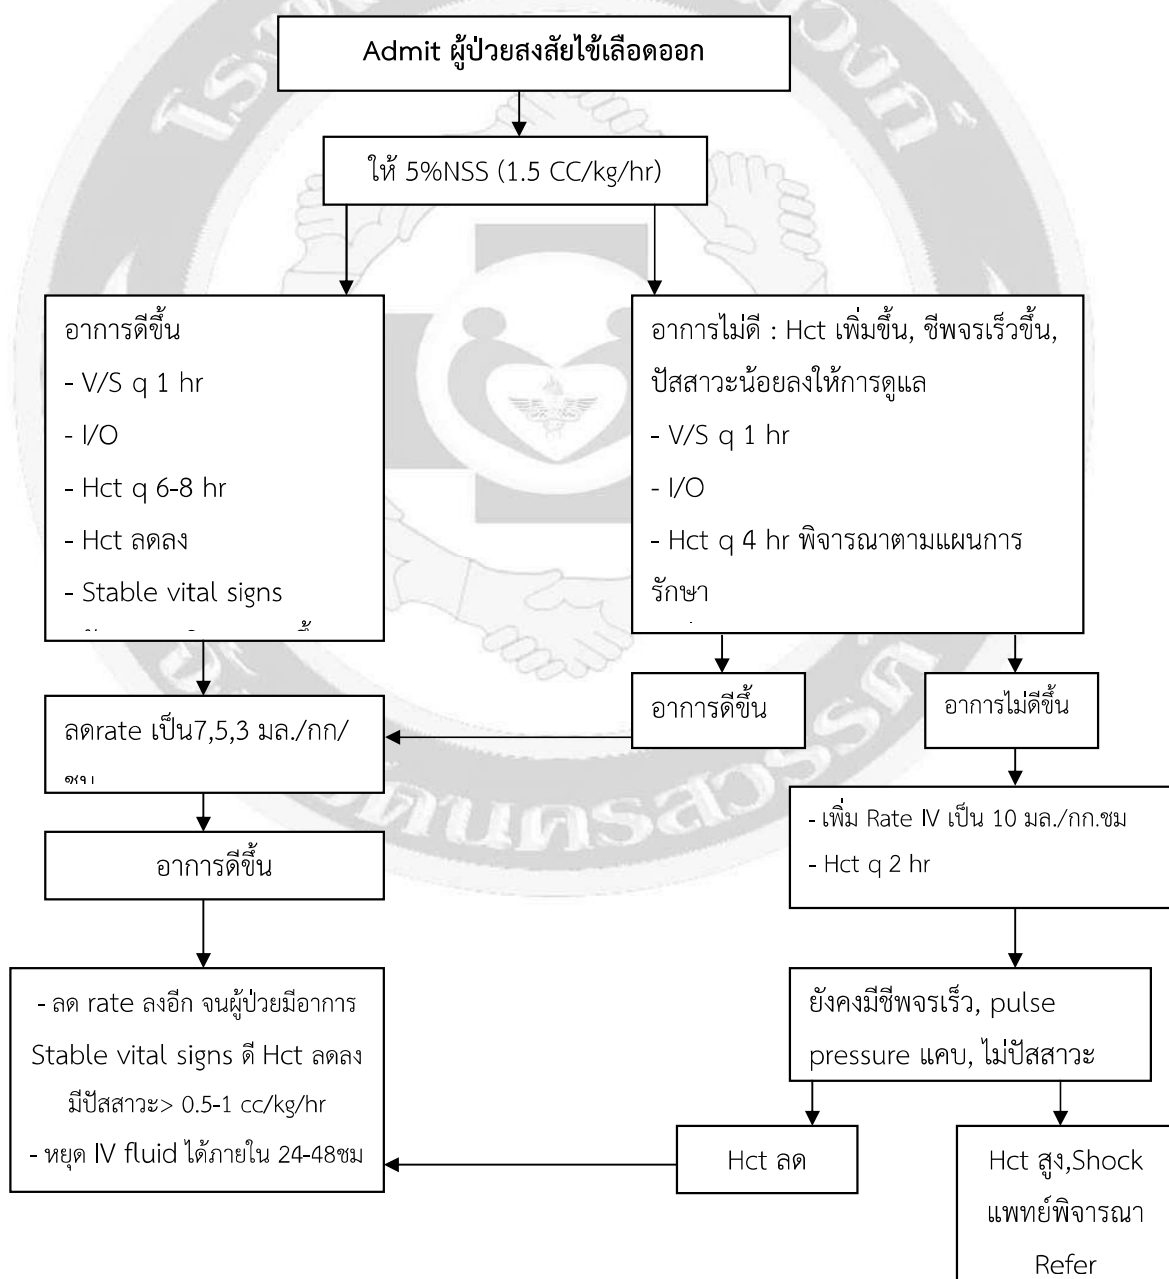 Admit ผู้ป่วยสงสัยไข้เลือดออก
ให้ 5%NSS (1.5 CC/kg/hr)
อาการดีขึ้น
- V/S q 1 hr
- I/O
- Hct q 6-8 hr
- Hct ลดลง
- Stable vital signs
อาการไม่ดี : Hct เพิ่มขึ้น, ชีพจรเร็วขึ้น,
ปัสสาวะน้อยลงให้การดูแล
- V/S q 1 hr
- I/O
- Hct q 4 hr พิจารณาตามแผนการ
รักษา
อาการดีขึ้น
อาการไม่ดีขึ้น
ลดrate เป็น7,5,3 มล./กก/
- เพิ่ม Rate IV เป็น 10 มล./กก.ชม
- Hct q 2 hr
อาการดีขึ้น
- ลด rate ลงอีก จนผู้ป่วยมีอาการ
Stable vital signs ดี Hct ลดลง
มีปัสสาวะ> 0.5-1 cc/kg/hr
- หยุด IV fluid ได้ภายใน 24-48ชม
ยังคงมีชีพจรเร็ว, pulse
pressure แคบ, ไม่ปัสสาวะ
Hct ลด
Hct สูง,Shock
แพทย์พิจารณา
Refer